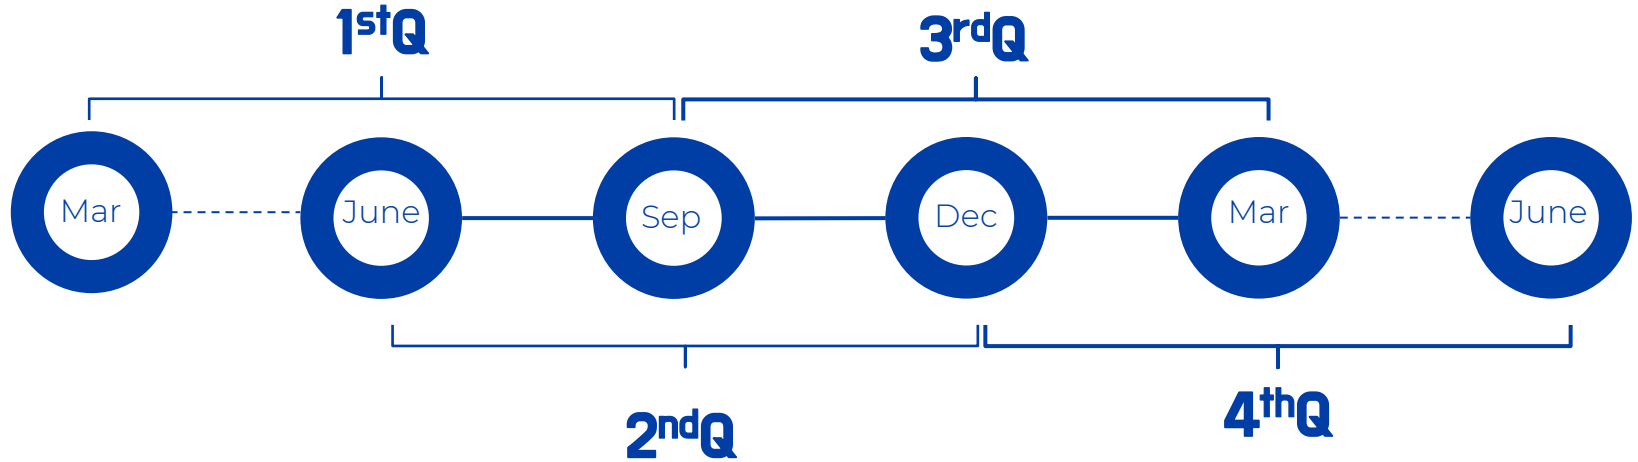 1stQ
3rdQ
Mar
June
Sep
Dec
Mar
June
2ndQ
4thQ